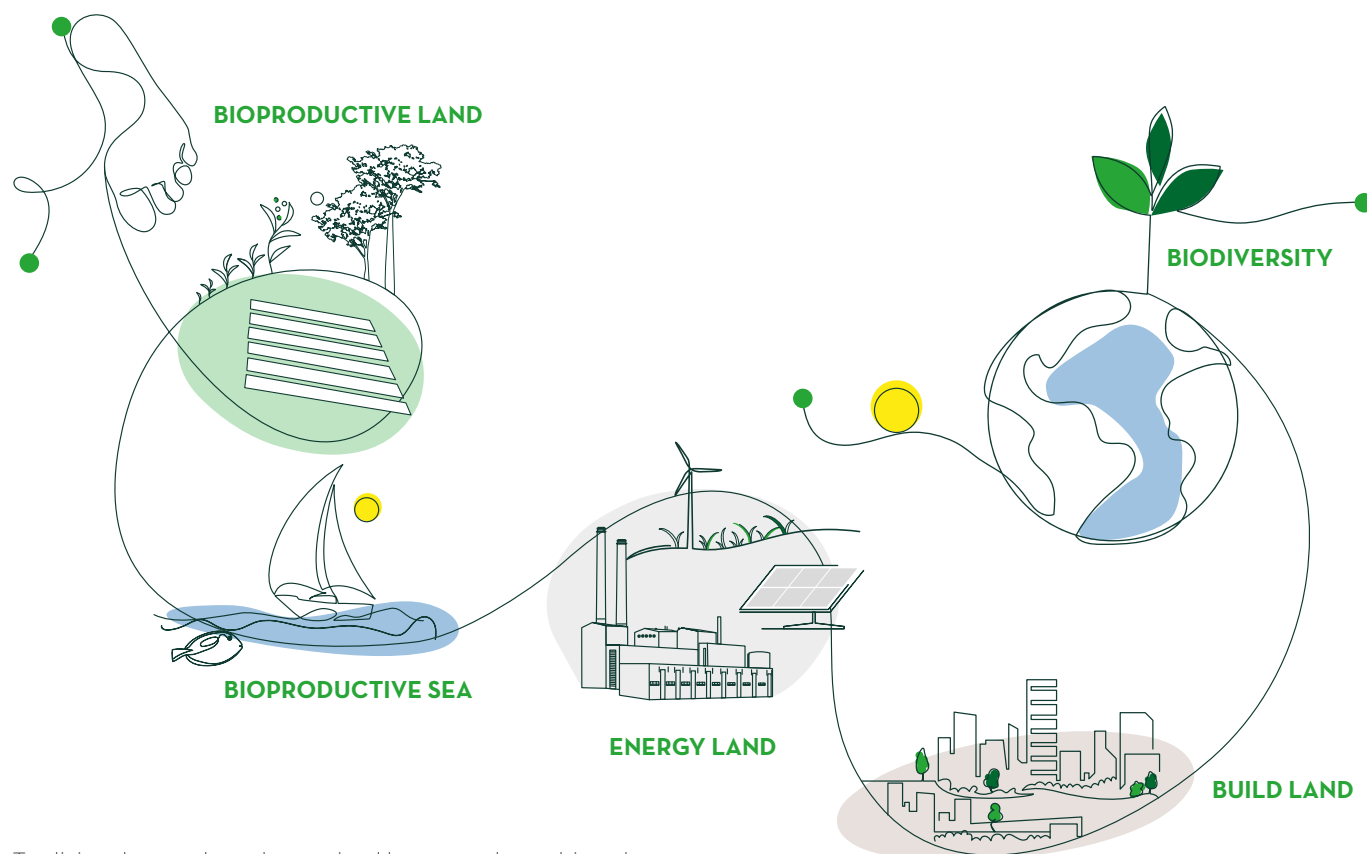 BIOPRODUCTIVE LAND
BIODIVERSITY
BIOPRODUCTIVE SEA
ENERGY LAND
BUILD LAND